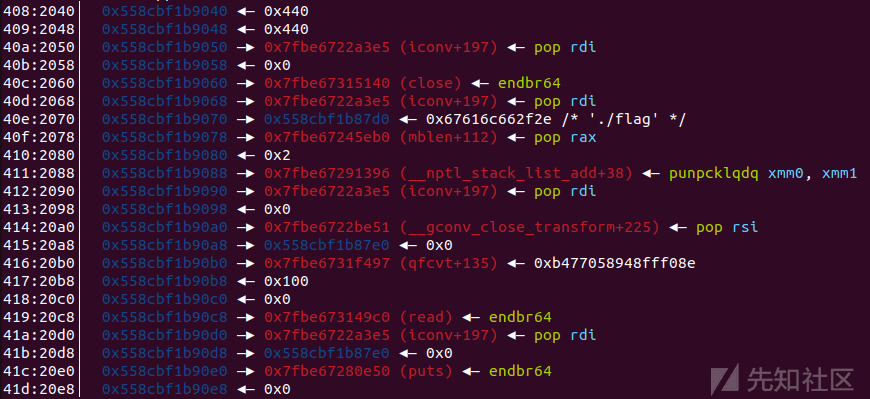 408:2040│ 0x558cbf1b9040 ◂— 0x440
409:2048│ 0x558cbf1b9048 ◂— 0x440
40a:2050│ 0x558cbf1b9050 —▸ 0x7fbe6722a3e5 (iconv+197) ◂— pop rdi
40b:2058│ 0x558cbf1b9058 ◂— 0x0
40c:2060│ 0x558cbf1b9060 —▸ 0x7fbe67315140 (close) ◂— endbr64
40d:2068│ 0x558cbf1b9068 —▸ 0x7fbe6722a3e5 (iconv+197) ◂— pop rdi
40e:2070│ 0x558cbf1b9070 —▸ 0x558cbf1b87d0 ◂— 0x67616c662f2e /* './flag' */
40f:2078│ 0x558cbf1b9078 —▸ 0x7fbe67245eb0 (mblen+112) ◂— pop rax
410:2080│ 0x558cbf1b9080 ◂— 0x2
411:2088│ 0x558cbf1b9088 —▸ 0x7fbe67291396 (__nptl_stack_list_add+38) ◂— punpcklqdq xmm0, xmm1
412:2090│ 0x558cbf1b9090 —▸ 0x7fbe6722a3e5 (iconv+197) ◂— pop rdi
413:2098│ 0x558cbf1b9098 ◂— 0x0
414:20a0│ 0x558cbf1b90a0 —▸ 0x7fbe6722be51 (__gconv_close_transform+225) ◂— pop rsi
415:20a8│ 0x558cbf1b90a8 —▸ 0x558cbf1b87e0 ◂— 0x0
416:20b0│ 0x558cbf1b90b0 —▸ 0x7fbe6731f497 (qfcvt+135) ◂— 0xb477058948fff08e
417:20b8│ 0x558cbf1b90b8 ◂— 0x100
418:20c0│ 0x558cbf1b90c0 ◂— 0x0
419:20c8│ 0x558cbf1b90c8 —▸ 0x7fbe673149c0 (read) ◂— endbr64
41a:20d0│ 0x558cbf1b90d0 —▸ 0x7fbe6722a3e5 (iconv+197) ◂— pop rdi
41b:20d8│ 0x558cbf1b90d8 —▸ 0x558cbf1b87e0 ◂— 0x0
41c:20e0│ 0x558cbf1b90e0 —▸ 0x7fbe67280e50 (puts) ◂— endbr64
41d:20e8│ 0x558cbf1b90e8 ◂— 0x0
先知社区